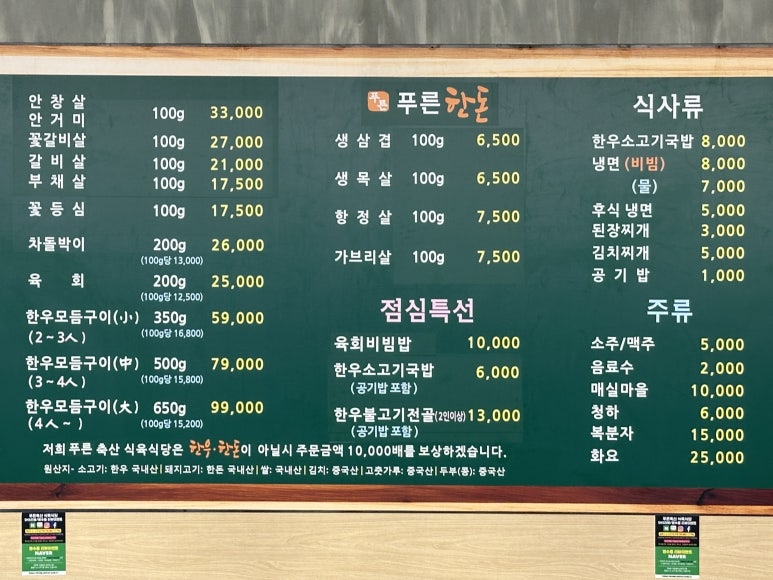 안창살
안거미 100g 33,000
꽃갈비살 100g 27,000
갈비살 100g 21,000
부채살 100g 17,500
꽃등심 100g 17,500
차돌박이 200g 26,000
(100g당 13,000)
육회 200g 25,000
(100g당 12,500)
한우모듬구이(小) 350g 59,000
(2~3人) (100g당 16,800)
한우모듬구이(中) 500g 79,000
(3~4人) (100g당 15,800)
한우모듬구이(大) 650g 99,000
(4人~) (100g당 15,200)
푸른 푸른 한돈
생삼겹 100g 6,500
생목살 100g 6,500
항정살 100g 7,500
가브리살 100g 7,500
점심특선
육회비빔밥 10,000
한우소고기국밥 6,000
(공기밥 포함)
한우불고기전골(2인이상) 13,000
(공기밥 포함)
식사류
한우소고기국밥 8,000
냉면 (비빔) 8,000
(물) 7,000
후식 냉면 5,000
된장찌개 3,000
김치찌개 5,000
공기밥 1,000
주류
소주/맥주 5,000
음료수 2,000
매실마을 10,000
청하 6,000
복분자 15,000
화요 25,000
저희 푸른 축산 식육식당은 한우·한돈이 아닐시 주문금액 10,000배를 보상하겠습니다.
원산지- 소고기: 한우 국내산 | 돼지고기: 한돈 국내산 | 쌀: 국내산 | 김치: 중국산 | 고춧가루: 중국산 | 두부(콩): 중국산
NAVER
NAVER